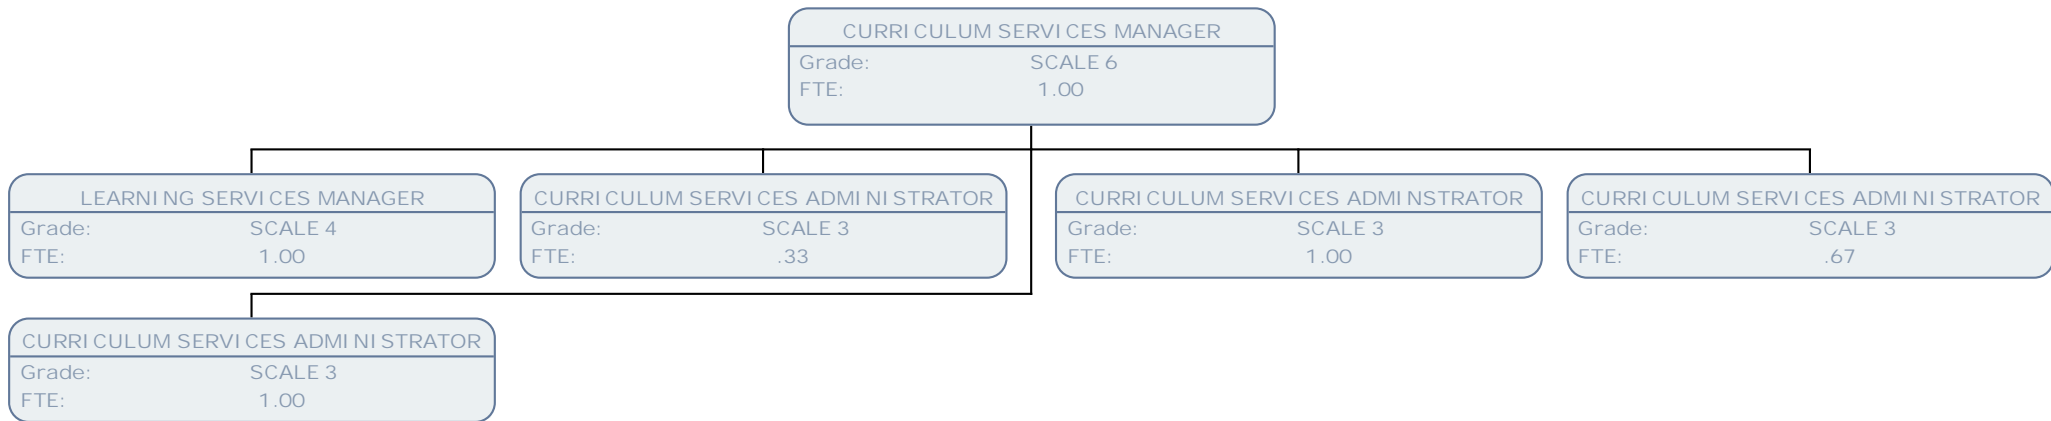 CURRICULUM SERVICES MANAGER
Grade: SCALE 6
FTE: 1.00
LEARNING SERVICES MANAGER
Grade: SCALE 4
FTE: 1.00
CURRICULUM SERVICES ADMINISTRATOR
Grade: SCALE 3
FTE: .33
CURRICULUM SERVICES ADMINSTRATOR
Grade: SCALE 3
FTE: 1.00
CURRICULUM SERVICES ADMINISTRATOR
Grade: SCALE 3
FTE: .67
CURRICULUM SERVICES ADMINISTRATOR
Grade: SCALE 3
FTE: 1.00